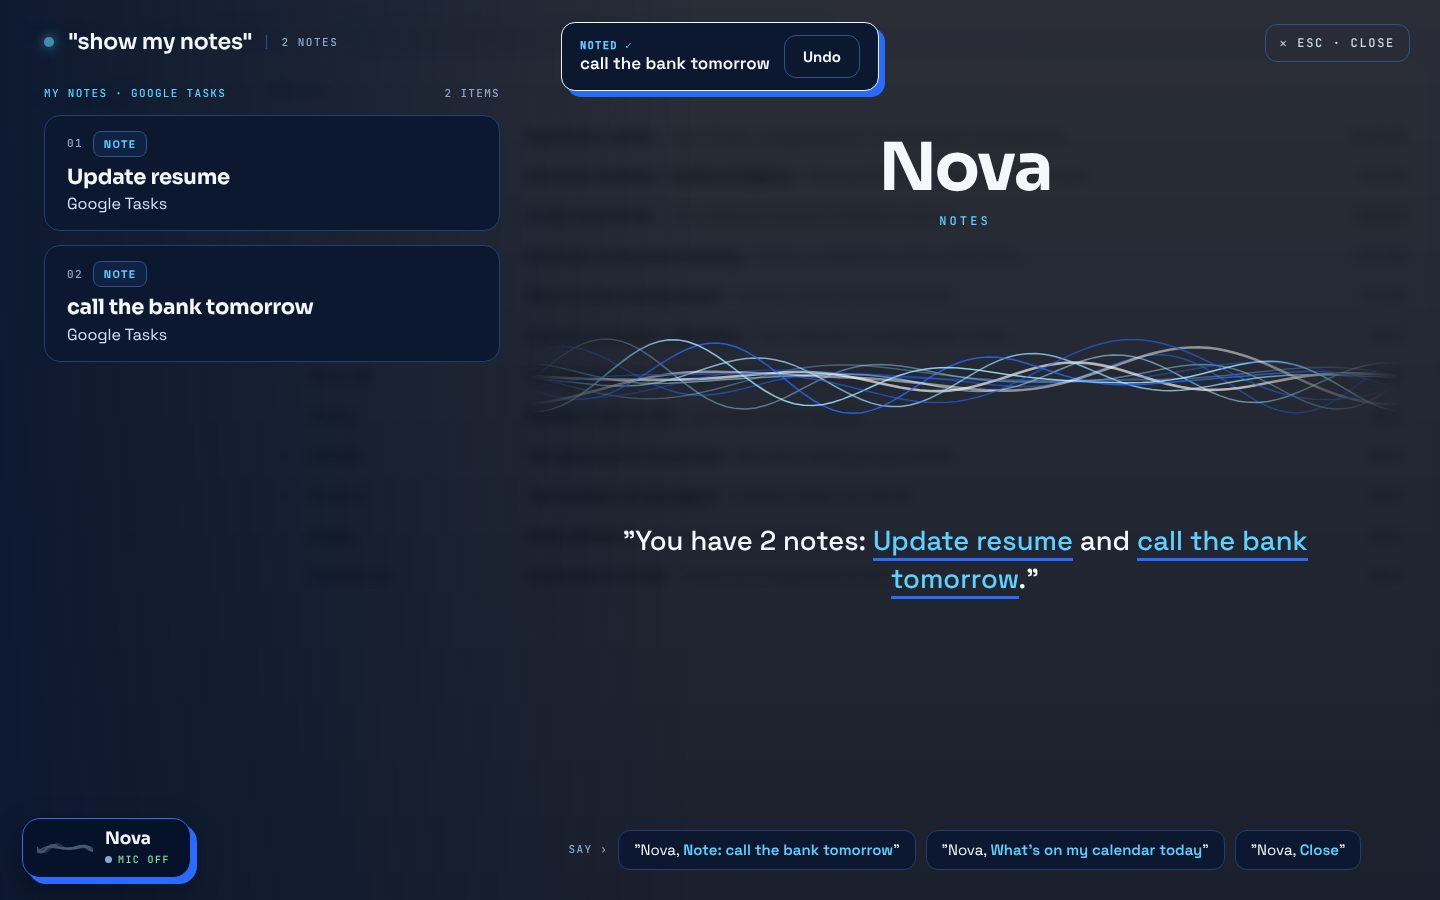 "show my notes" 2 NOTES
NOTED ✓
call the bank tomorrow
Undo
× ESC · CLOSE
MY NOTES · GOOGLE TASKS 2 ITEMS
01 NOTE
Update resume
Google Tasks
02 NOTE
call the bank tomorrow
Google Tasks
Nova
NOTES
"You have 2 notes: Update resume and call the bank
tomorrow."
Nova
MIC OFF
SAY › "Nova, Note: call the bank tomorrow" "Nova, What's on my calendar today" "Nova, Close"